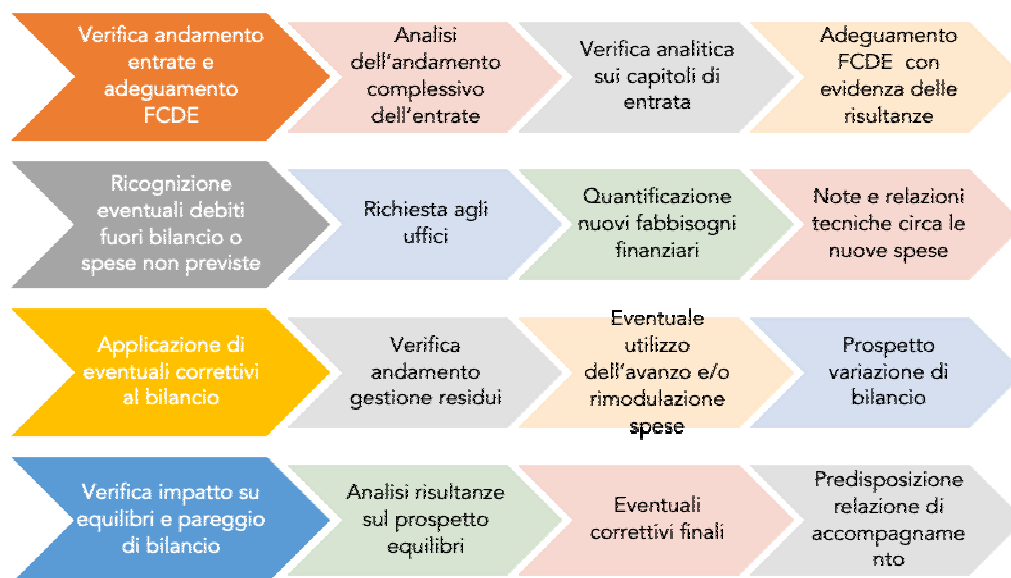 Verifica andamento
entrate e
adeguamento
FCDE
Analisi
dell'andamento
complessivo
dell'entrate
Verifica analitica
sui capitoli di
entrata
Adeguamento
FCDE con
evidenza delle
risultanze
Ricognizione
eventuali debiti
fuori bilancio o
spese non previste
Richiesta agli
uffici
Quantificazione
nuovi fabbisogni
finanziari
Note e relazioni
tecniche circa le
nuove spese
Applicazione di
eventuali correttivi
al bilancio
Verifica
andamento
gestione residui
Eventuale
utilizzo
dell'avanzo e/o
rimodulazione
spese
Prospetto
variazione di
bilancio
Verifica impatto su
equilibri e pareggio
di bilancio
Analisi risultanze
sul prospetto
equilibri
Eventuali
correttivi finali
Predisposizione
relazione di
accompagname
nto